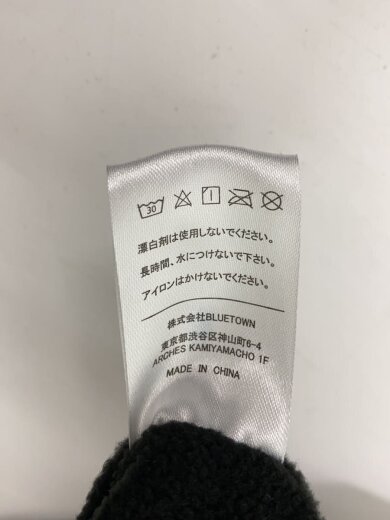 30
漂白剤は使用しないでください。
長時間、水につけないで下さい。
アイロンはかけないでください。
株式会社BLUETOWN
東京都渋谷区神山町6-4
ARCHES KAMIYAMACHO 1F
MADE IN CHINA